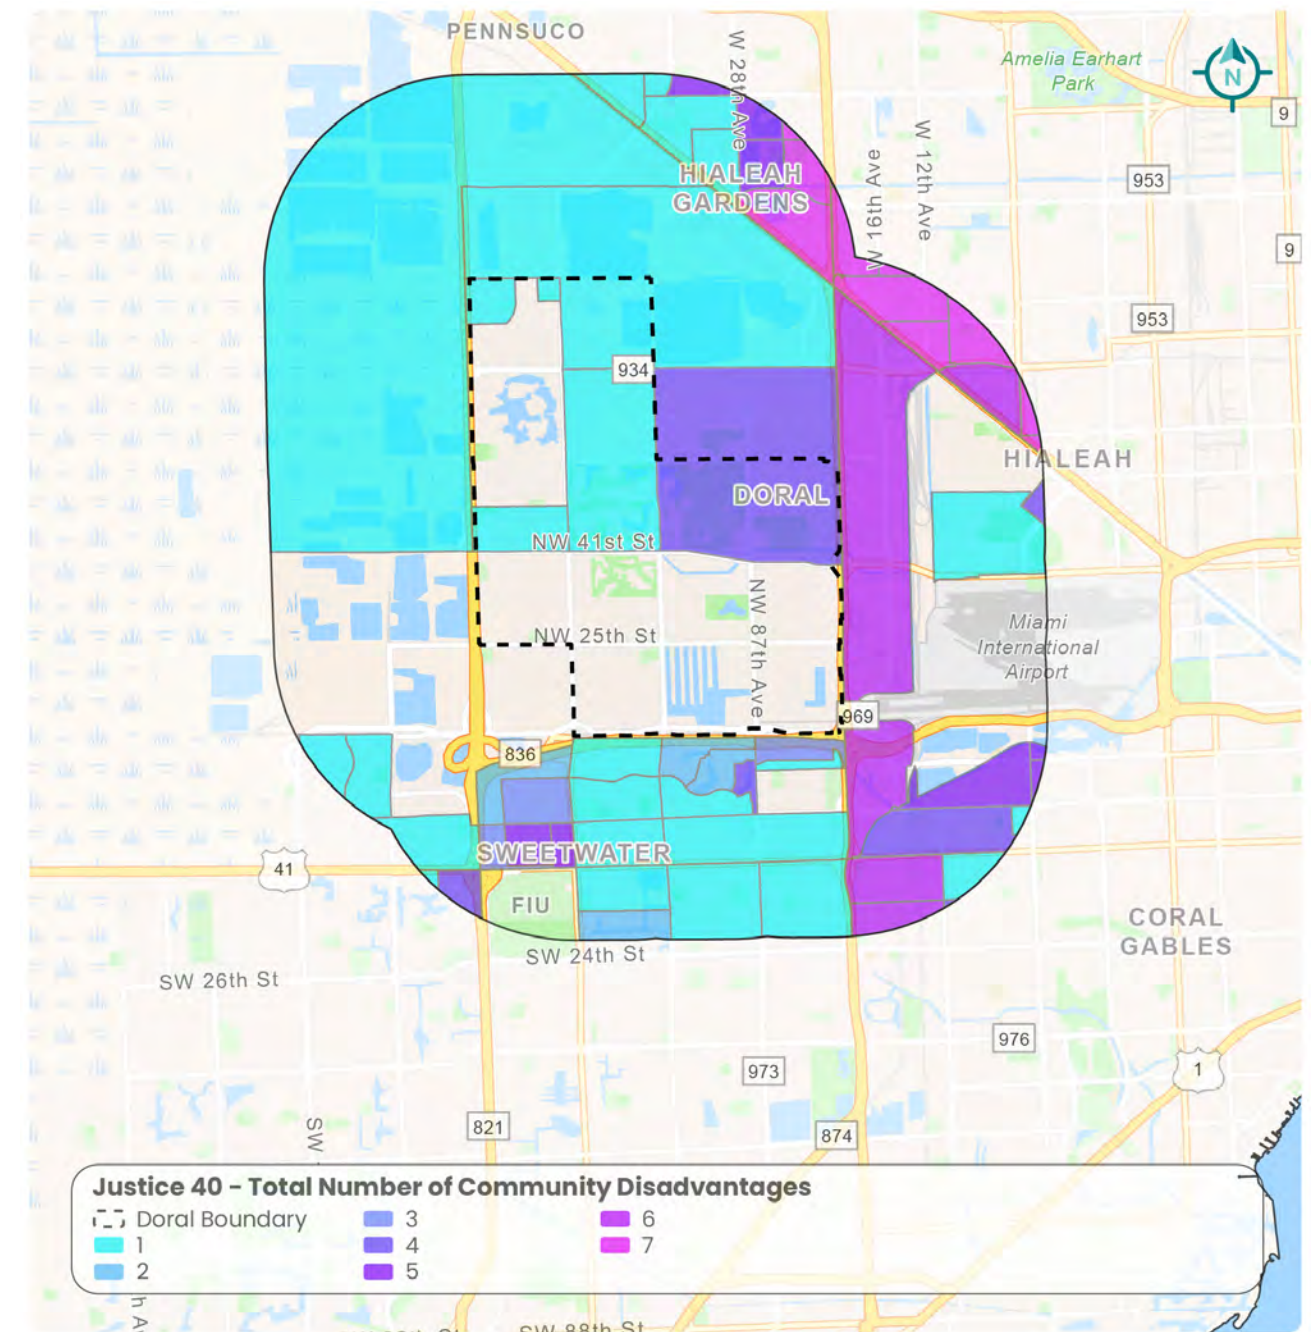 PENNSUCO
W 28th Ave
Amelia Earhart
Park
N
9
W 12th Ave
W 16th Ave
953
HIALEAH
GARDENS
9
953
934
HIALEAH
DORAL
NW 41st St
NW 87th Ave
Miami
International
Airport
NW 25th St
969
836
SWEETWATER
41
FIU
CORAL
GABLES
SW 24th St
SW 26th St
976
973
1
821
874
SW
Justice 40 - Total Number of Community Disadvantages
Doral Boundary
1
2
3
4
5
6
7
SW 88th St